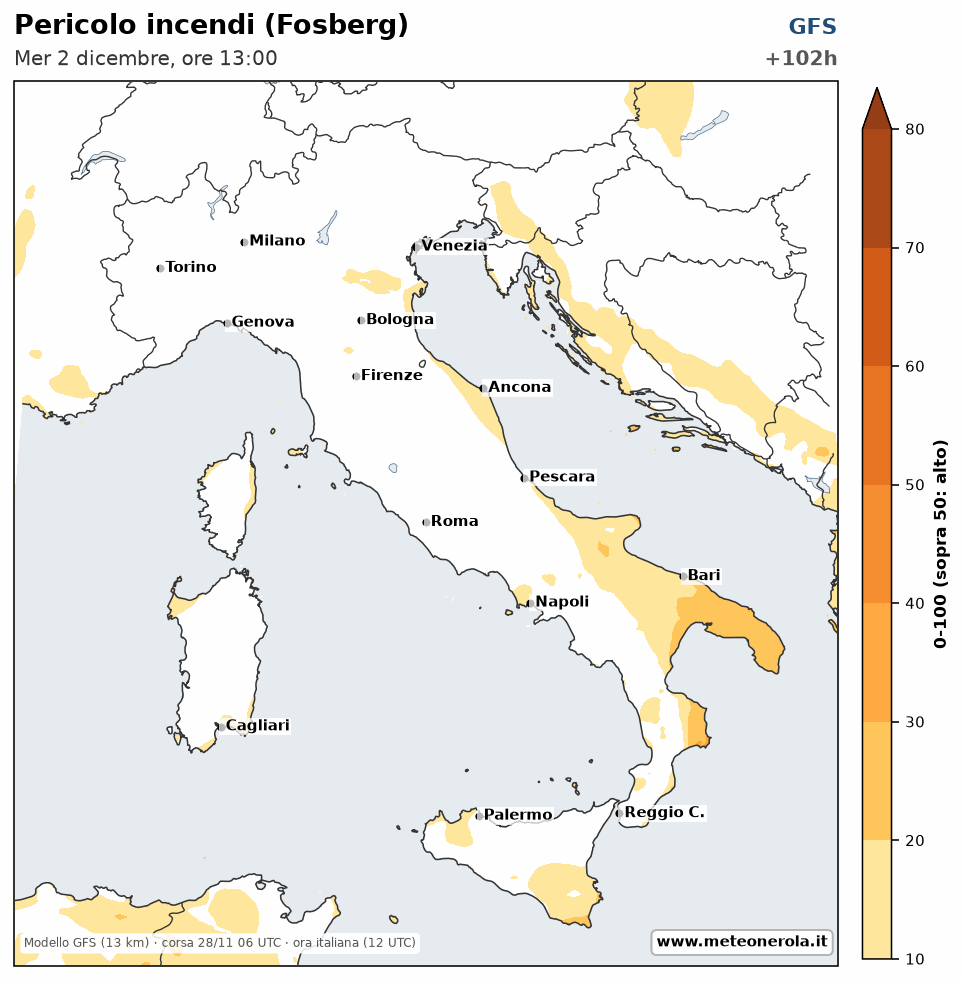 Pericolo incendi (Fosberg)
GFS
Mer 2 dicembre, ore 13:00
+102h
Milano
Venezia
Torino
Genova
Bologna
Firenze
Ancona
Pescara
Roma
Bari
Napoli
Cagliari
Palermo
Reggio C.
80
70
60
50
40
30
20
10
0-100 (sopra 50: alto)
Modello GFS (13 km) · corsa 28/11 06 UTC · ora italiana (12 UTC)
www.meteonerola.it